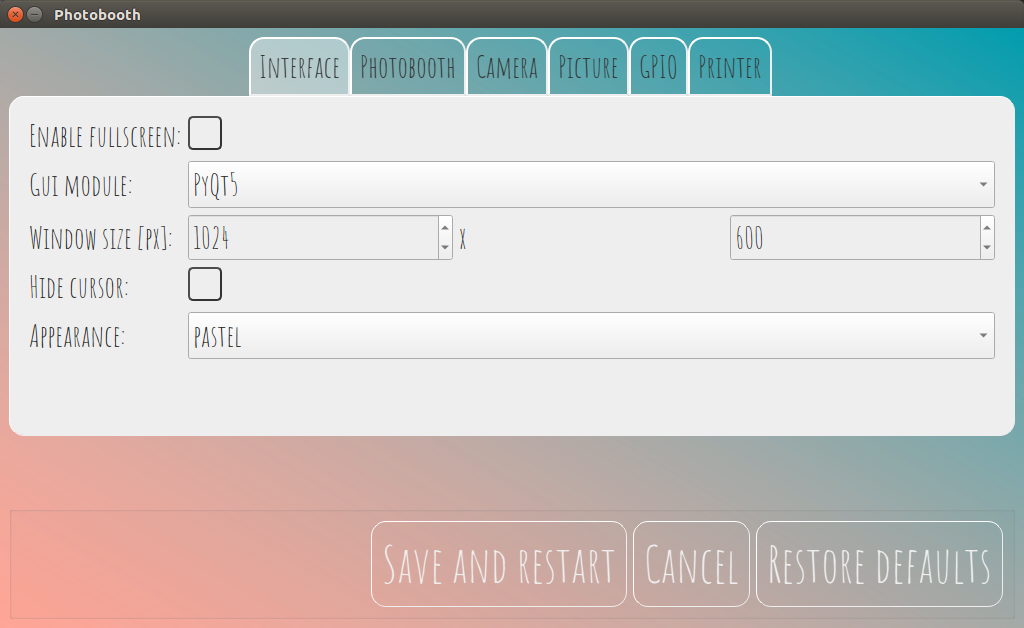 Photobooth
Interface Photobooth Camera Picture GPIO Printer
Enable fullscreen:
Gui module: PyQt5
Window size [px]: 1024 x 600
Hide cursor:
Appearance: pastel
Save and restart Cancel Restore defaults